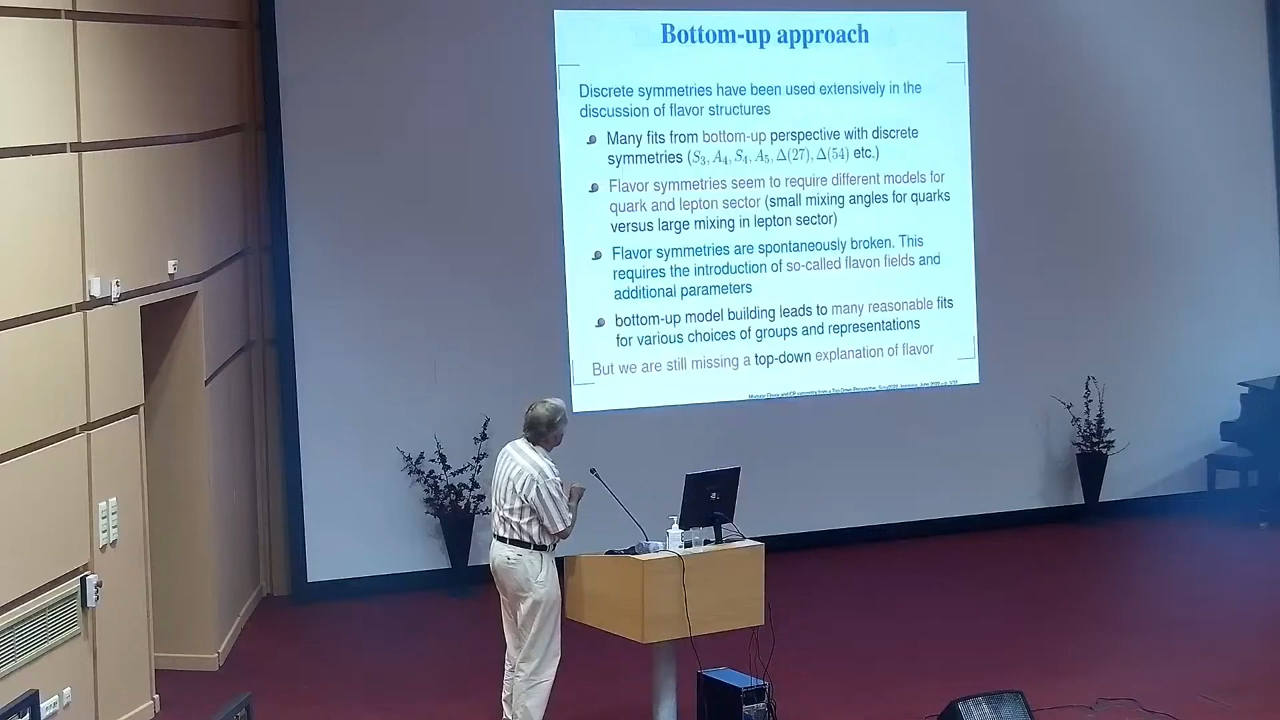 Bottom-up approach
Discrete symmetries have been used extensively in the
discussion of flavor structures
Many fits from bottom-up perspective with discrete
symmetries (S₃, A₄, S₄, A₅, Δ(27), Δ(54) etc.)
Flavor symmetries seem to require different models for
quark and lepton sector (small mixing angles for quarks
versus large mixing in lepton sector)
Flavor symmetries are spontaneously broken. This
requires the introduction of so-called flavon fields and
additional parameters
bottom-up model building leads to many reasonable fits
for various choices of groups and representations
But we are still missing a top-down explanation of flavor